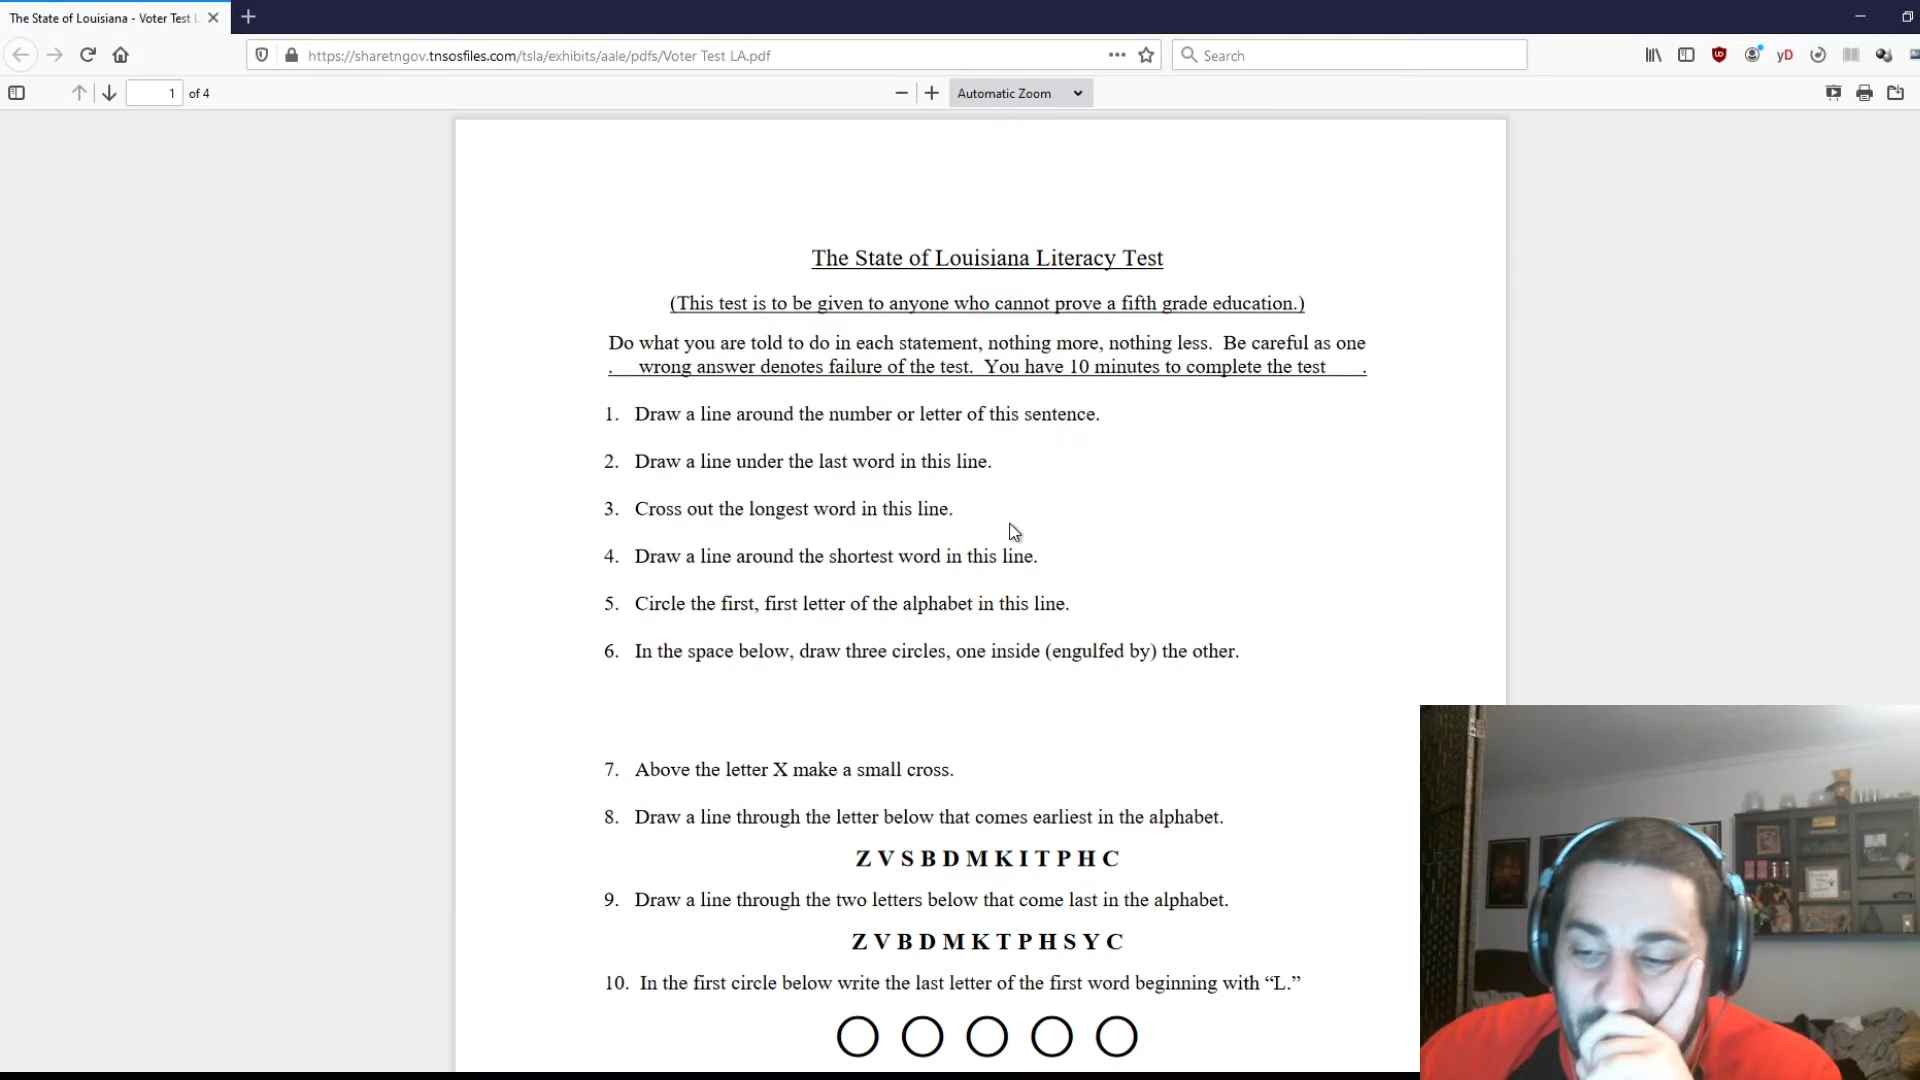 The State of Louisiana - Voter Test L
https://sharetngov.tnsosfiles.com/tsla/exhibits/aale/pdfs/Voter Test LA.pdf
Search
yD
1 of 4
Automatic Zoom
The State of Louisiana Literacy Test
(This test is to be given to anyone who cannot prove a fifth grade education.)
Do what you are told to do in each statement, nothing more, nothing less. Be careful as one
. wrong answer denotes failure of the test. You have 10 minutes to complete the test .
1. Draw a line around the number or letter of this sentence.
2. Draw a line under the last word in this line.
3. Cross out the longest word in this line.
4. Draw a line around the shortest word in this line.
5. Circle the first, first letter of the alphabet in this line.
6. In the space below, draw three circles, one inside (engulfed by) the other.
7. Above the letter X make a small cross.
8. Draw a line through the letter below that comes earliest in the alphabet.
Z V S B D M K I T P H C
9. Draw a line through the two letters below that come last in the alphabet.
Z V B D M K T P H S Y C
10. In the first circle below write the last letter of the first word beginning with “L.”